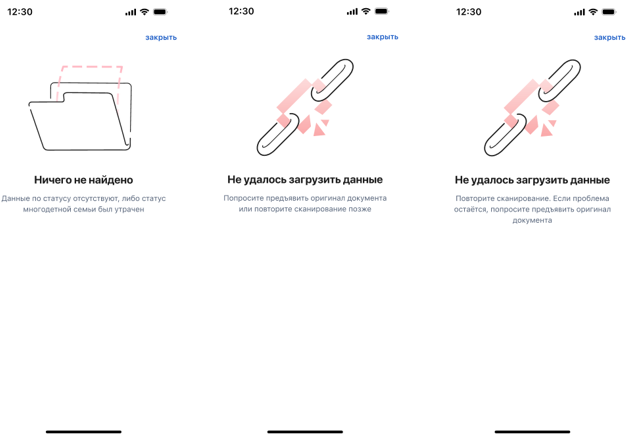 12:30
закрыть
Ничего не найдено
Данные по статусу отсутствуют, либо статус
многодетной семьи был утрачен
12:30
закрыть
Не удалось загрузить данные
Попросите предъявить оригинал документа
или повторите сканирование позже
12:30
закрыть
Не удалось загрузить данные
Повторите сканирование. Если проблема
остаётся, попросите предъявить оригинал
документа